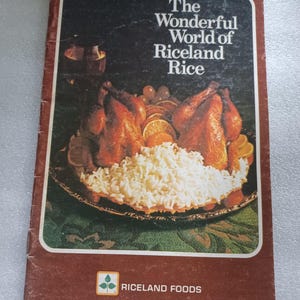 The
Wonderful
World of
Riceland
Rice
RICELAND FOODS